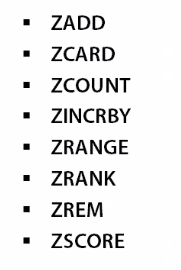 ▪ ZADD
▪ ZCARD
▪ ZCOUNT
▪ ZINCRBY
▪ ZRANGE
▪ ZRANK
▪ ZREM
▪ ZSCORE